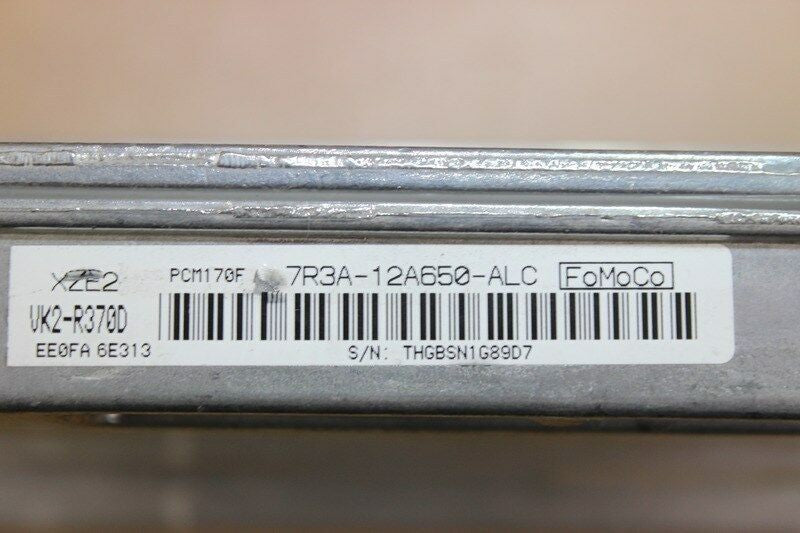 XZE2 PCM170F 7R3A-12A650-ALC FoMoCo
VK2-R370D
EE0FA 6E313 S/N: THGBSN1G89D7